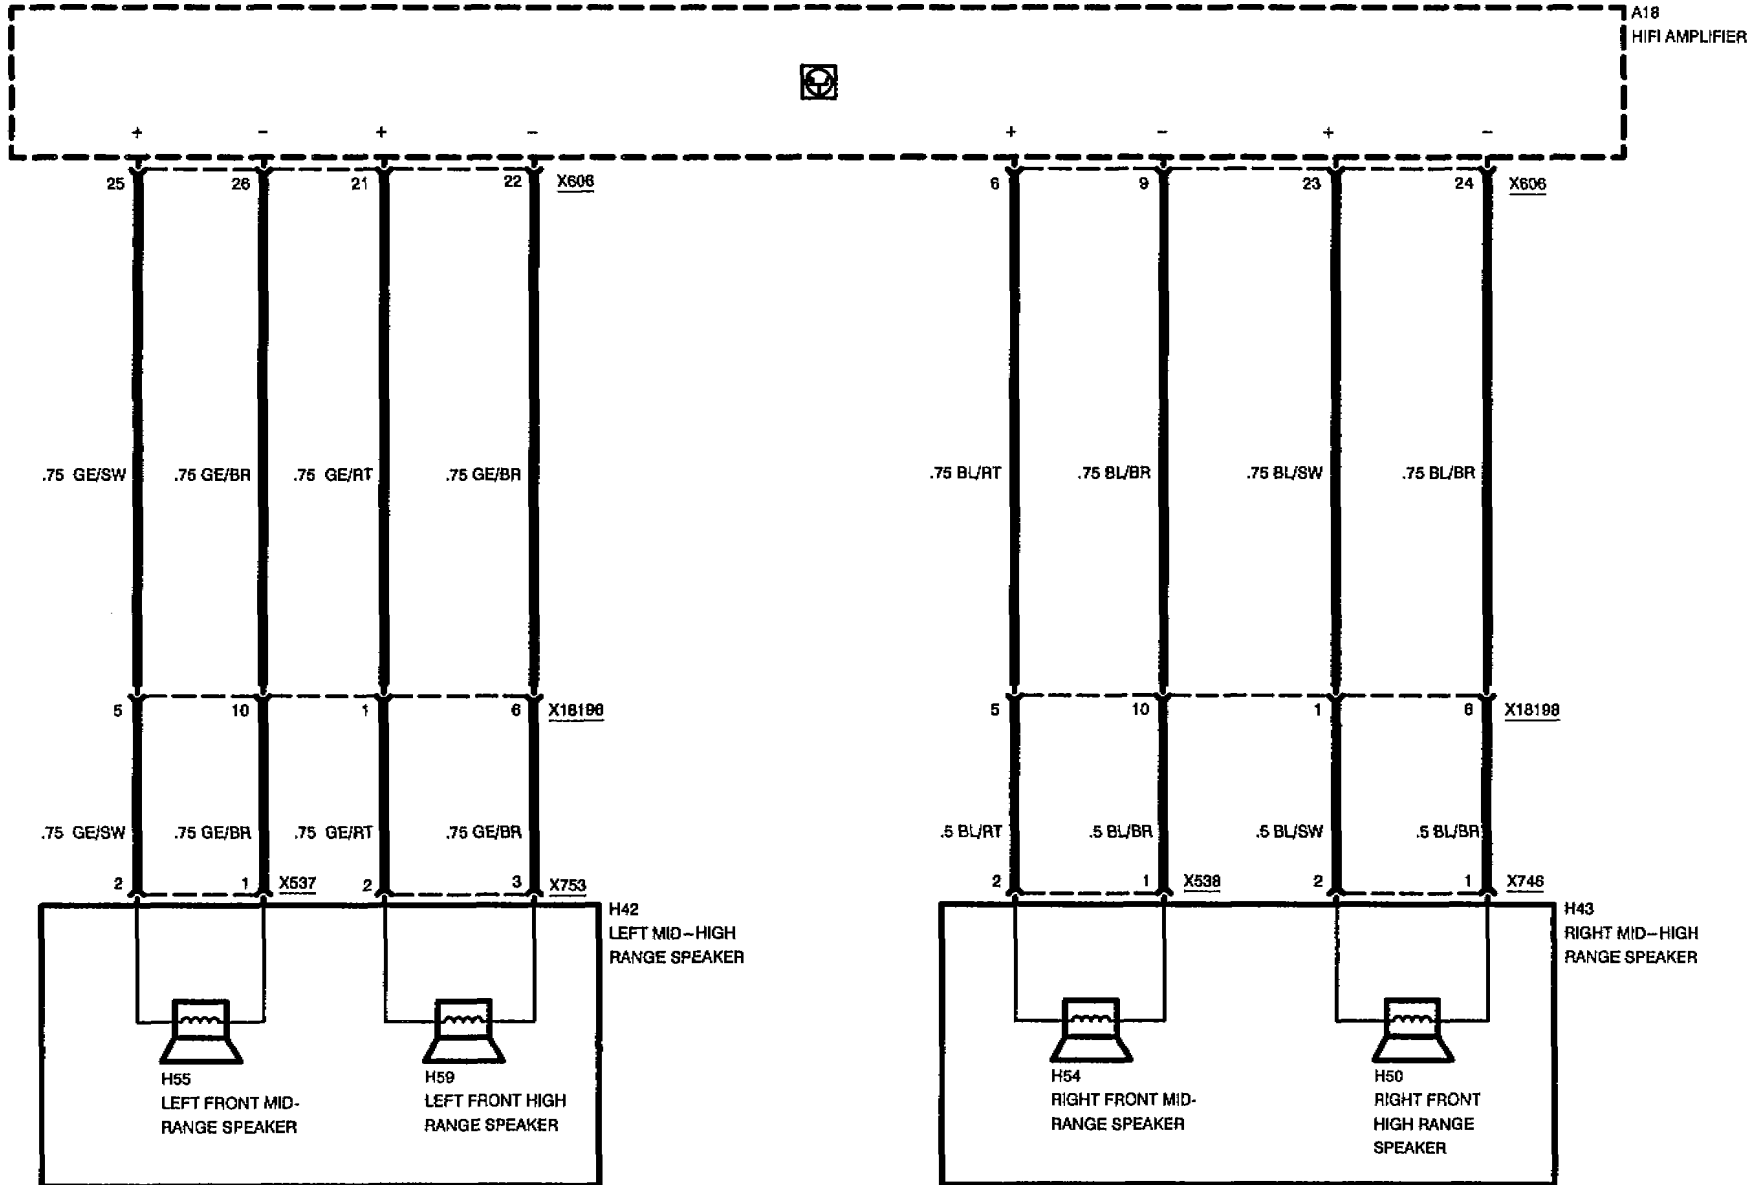 A18
HIFI AMPLIFIER
+ − + − + − + −
25 26 21 22 X606 6 9 23 24 X606
.75 GE/SW .75 GE/BR .75 GE/RT .75 GE/BR .75 BL/RT .75 BL/BR .75 BL/SW .75 BL/BR
5 10 1 6 X18196 5 10 1 6 X18198
.75 GE/SW .75 GE/BR .75 GE/RT .75 GE/BR .5 BL/RT .5 BL/BR .5 BL/SW .5 BL/BR
2 1 X537 2 3 X753 2 1 X538 2 1 X746
H42
LEFT MID-HIGH
RANGE SPEAKER
H43
RIGHT MID-HIGH
RANGE SPEAKER
H55
LEFT FRONT MID-
RANGE SPEAKER
H59
LEFT FRONT HIGH
RANGE SPEAKER
H54
RIGHT FRONT MID-
RANGE SPEAKER
H50
RIGHT FRONT
HIGH RANGE
SPEAKER